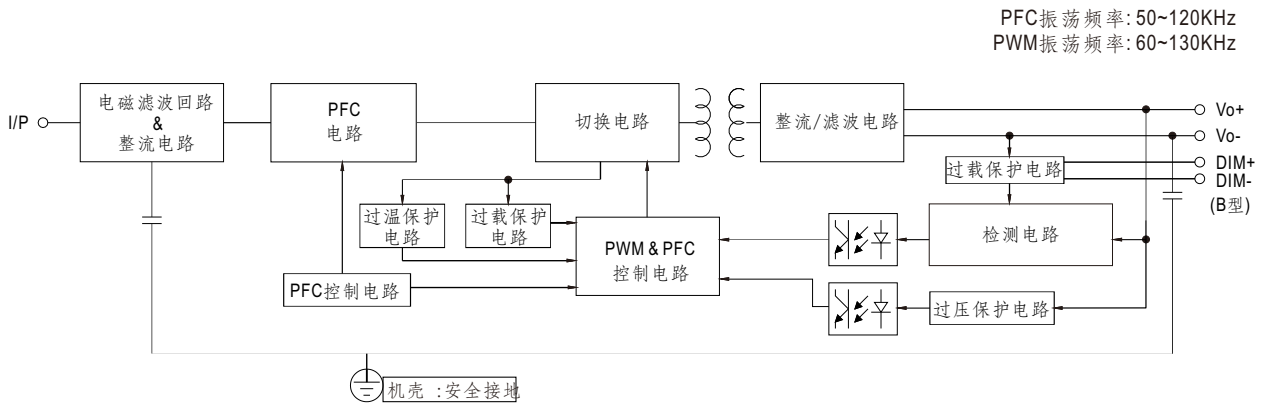 PFC振荡频率: 50~120KHz
PWM振荡频率: 60~130KHz
I/P
电磁滤波回路
&
整流电路
PFC
电路
切换电路
整流/滤波电路
Vo+
Vo-
DIM+
DIM-
(B型)
过载保护电路
过温保护
电路
过载保护
电路
PWM & PFC
控制电路
检测电路
PFC控制电路
过压保护电路
机壳 :安全接地